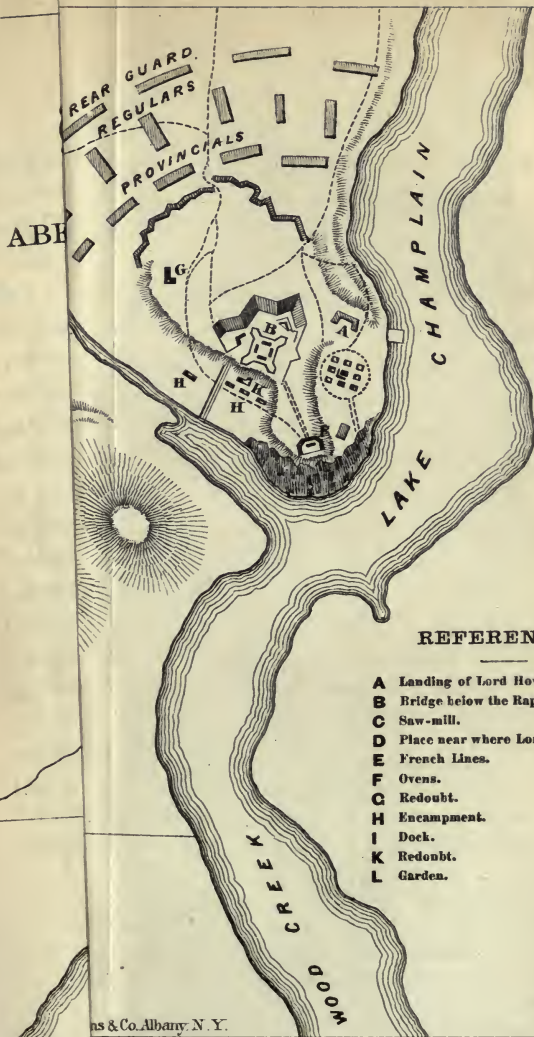 REAR GUARD.
REGULARS
PROVINCIALS
ABE
G
B
A
H
K
H
LAKE CHAMPLAIN
WOOD CREEK
REFEREN
A Landing of Lord Ho
B Bridge below the Rap
C Saw-mill.
D Place near where Lo
E French Lines.
F Ovens.
G Redoubt.
H Encampment.
I Dock.
K Redoubt.
L Garden.
ns & Co. Albany. N.Y.